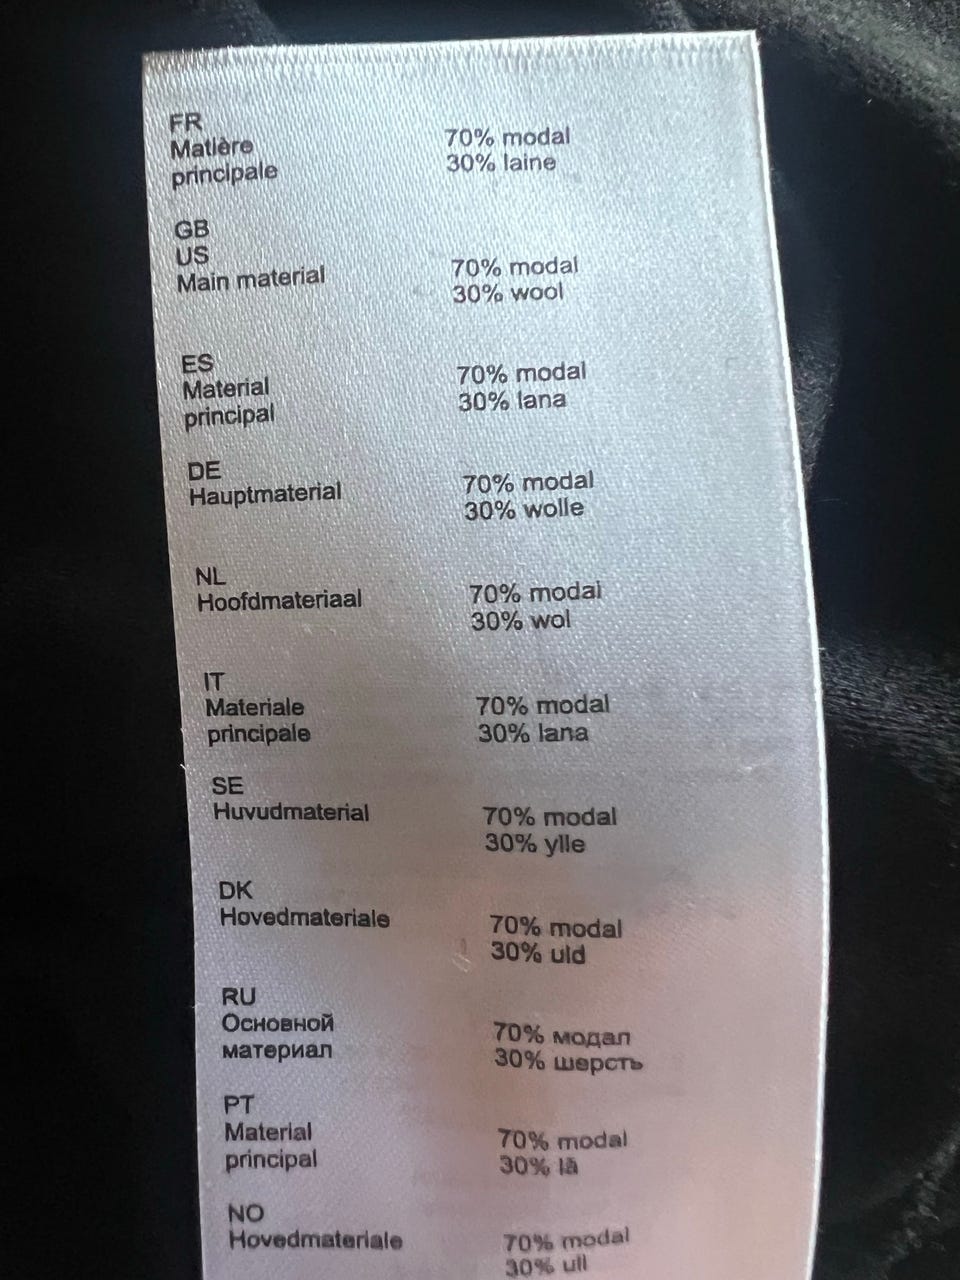 FR
Matière
principale
70% modal
30% laine
GB
US
Main material
70% modal
30% wool
ES
Material
principal
70% modal
30% lana
DE
Hauptmaterial
70% modal
30% wolle
NL
Hoofdmateriaal
70% modal
30% wol
IT
Materiale
principale
70% modal
30% lana
SE
Huvudmaterial
70% modal
30% ylle
DK
Hovedmateriale
70% modal
30% uld
RU
Основной
материал
70% модал
30% шерсть
PT
Material
principal
70% modal
30% lã
NO
Hovedmateriale
70% modal
30% ull